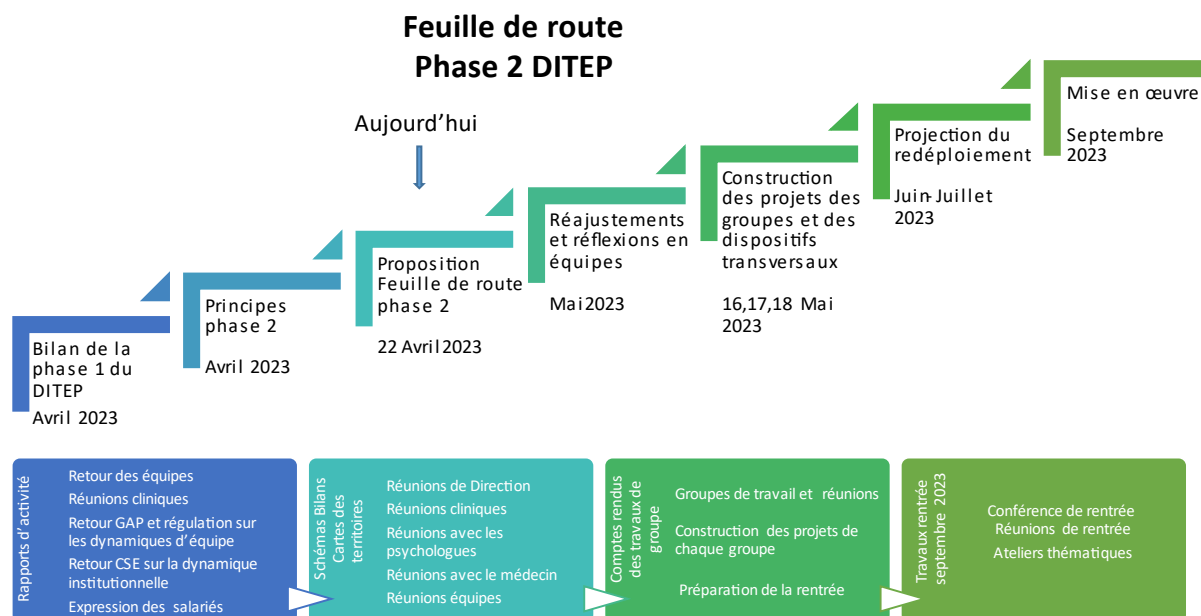 Feuille de route
Phase 2 DITEP
Aujourd'hui
Bilan de la
phase 1 du
DITEP
Avril 2023
Principes
phase 2
Avril 2023
Proposition
Feuille de route
phase 2
22 Avril 2023
Réajustements
et réflexions en
équipes
Mai 2023
Construction
des projets des
groupes et des
dispositifs
transversaux
16,17,18 Mai
2023
Projection du
redéploiement
Juin-Juillet
2023
Mise en œuvre
Septembre
2023
Rapports d'activité
Retour des équipes
Réunions cliniques
Retour GAP et régulation sur
les dynamiques d'équipe
Retour CSE sur la dynamique
institutionnelle
Expression des salariés
Schémas Bilans
Cartes des
territoires
Réunions de Direction
Réunions cliniques
Réunions avec les
psychologues
Réunions avec le médecin
Réunions équipes
Comptes rendus
des travaux de
groupe
Groupes de travail et réunions
Construction des projets de
chaque groupe
Préparation de la rentrée
Travaux rentrée
septembre 2023
Conférence de rentrée
Réunions de rentrée
Ateliers thématiques